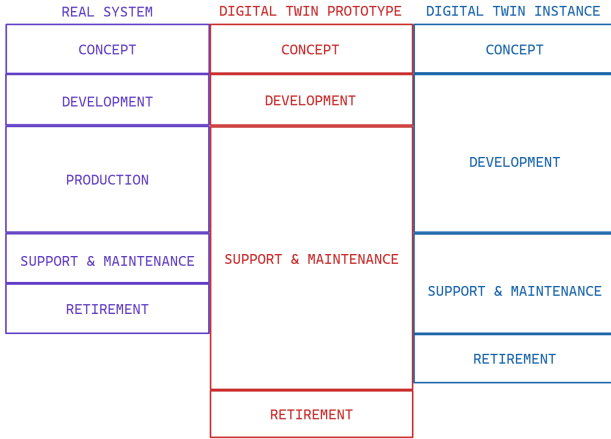 REAL SYSTEM
CONCEPT
DEVELOPMENT
PRODUCTION
SUPPORT & MAINTENANCE
RETIREMENT
DIGITAL TWIN PROTOTYPE
CONCEPT
DEVELOPMENT
SUPPORT & MAINTENANCE
RETIREMENT
DIGITAL TWIN INSTANCE
CONCEPT
DEVELOPMENT
SUPPORT & MAINTENANCE
RETIREMENT